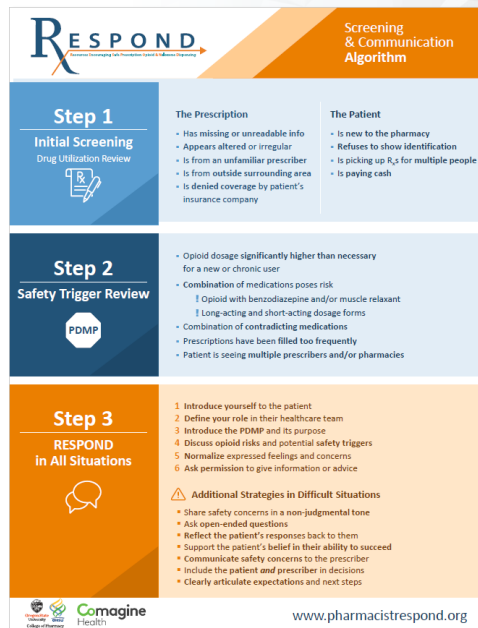 RESPOND
Resources Encouraging Safe Prescription Opioid & Naloxone Dispensing
Screening
& Communication
Algorithm
Step 1
Initial Screening
Drug Utilization Review
Rx
The Prescription
• Has missing or unreadable info
• Appears altered or irregular
• Is from an unfamiliar prescriber
• Is from outside surrounding area
• Is denied coverage by patient's
insurance company
The Patient
• Is new to the pharmacy
• Refuses to show identification
• Is picking up Rxs for multiple people
• Is paying cash
Step 2
Safety Trigger Review
PDMP
• Opioid dosage significantly higher than necessary
for a new or chronic user
• Combination of medications poses risk
! Opioid with benzodiazepine and/or muscle relaxant
! Long-acting and short-acting dosage forms
• Combination of contradicting medications
• Prescriptions have been filled too frequently
• Patient is seeing multiple prescribers and/or pharmacies
Step 3
RESPOND
in All Situations
1 Introduce yourself to the patient
2 Define your role in their healthcare team
3 Introduce the PDMP and its purpose
4 Discuss opioid risks and potential safety triggers
5 Normalize expressed feelings and concerns
6 Ask permission to give information or advice
! Additional Strategies in Difficult Situations
▪ Share safety concerns in a non-judgmental tone
▪ Ask open-ended questions
▪ Reflect the patient's responses back to them
▪ Support the patient's belief in their ability to succeed
▪ Communicate safety concerns to the prescriber
▪ Include the patient and prescriber in decisions
▪ Clearly articulate expectations and next steps
Oregon State
University
College of Pharmacy
Comagine
Health
www.pharmacistrespond.org